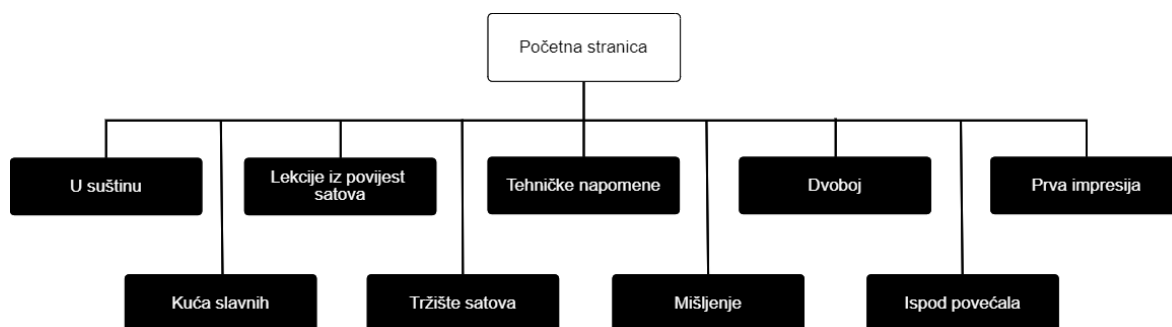 Početna stranica
U suštinu
Lekcije iz povijest
satova
Tehničke napomene
Dvoboj
Prva impresija
Kuća slavnih
Tržište satova
Mišljenje
Ispod povećala